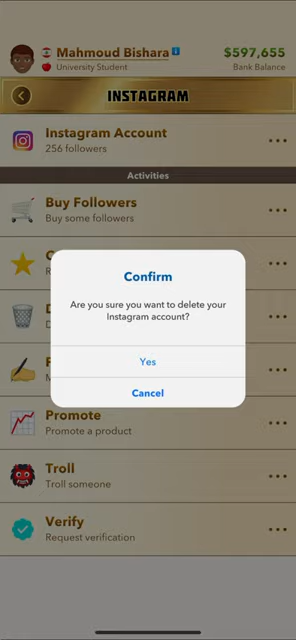 Mahmoud Bishara
University Student
$597,655
Bank Balance
INSTAGRAM
Instagram Account
256 followers
Activities
Buy Followers
Buy some followers
Confirm
Are you sure you want to delete your
Instagram account?
Yes
Cancel
Promote
Promote a product
Troll
Troll someone
Verify
Request verification